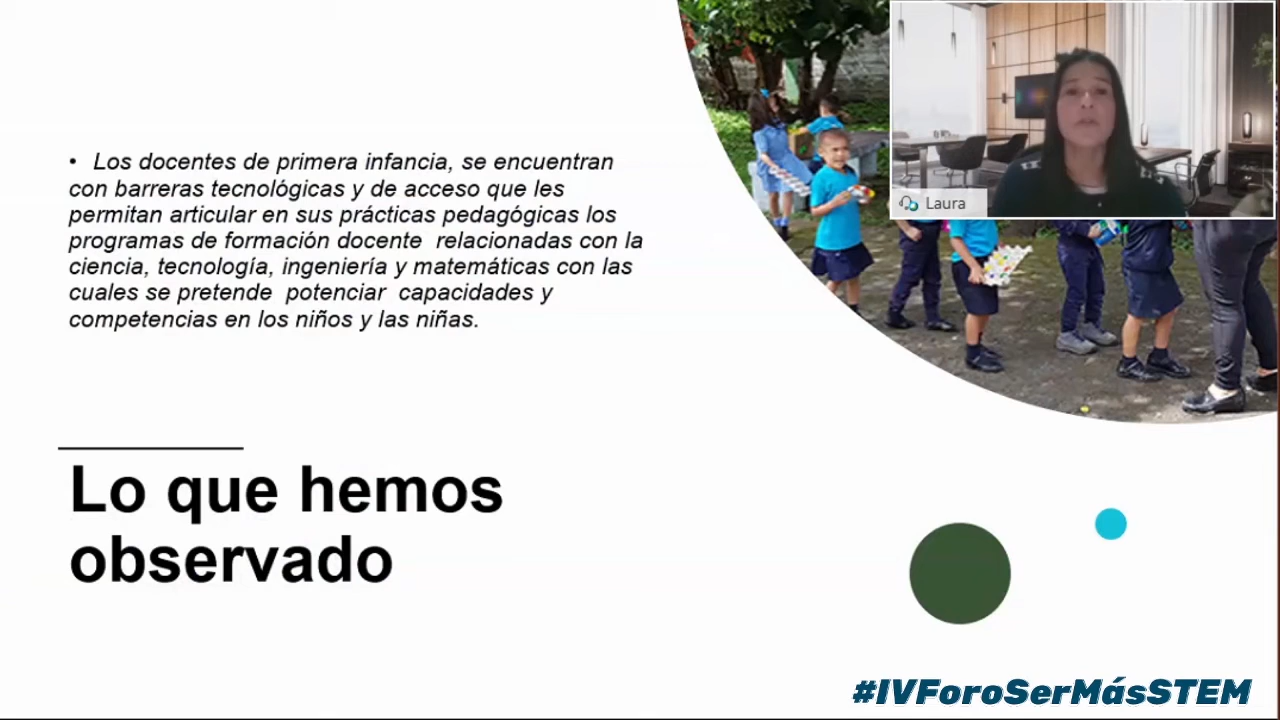 • Los docentes de primera infancia, se encuentran
con barreras tecnológicas y de acceso que les
permitan articular en sus prácticas pedagógicas los
programas de formación docente  relacionadas con la
ciencia, tecnología, ingeniería y matemáticas con las
cuales se pretende  potenciar  capacidades y
competencias en los niños y las niñas.
Lo que hemos
observado
Laura
#IVForoSerMásSTEM